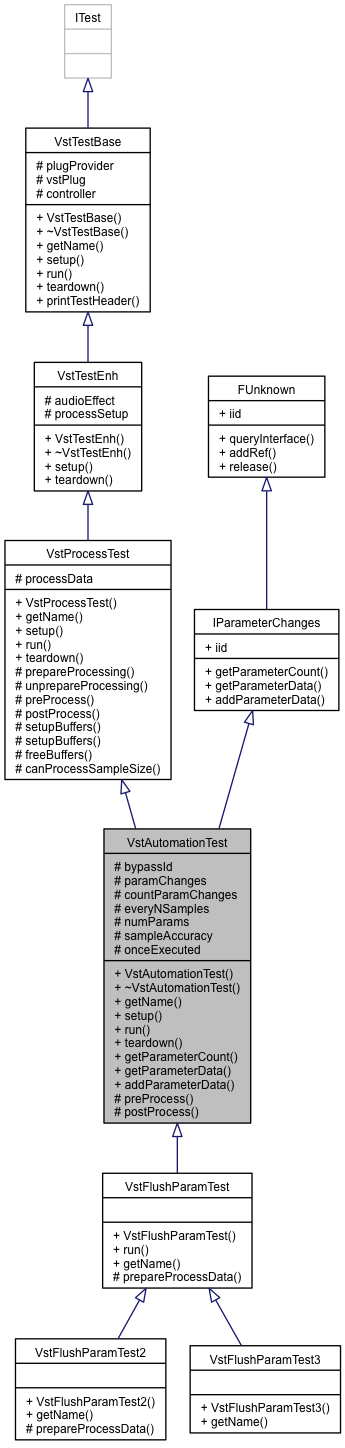 ITest
VstTestBase
# plugProvider
# vstPlug
# controller
+ VstTestBase()
+ ~VstTestBase()
+ getName()
+ setup()
+ run()
+ teardown()
+ printTestHeader()
VstTestEnh
# audioEffect
# processSetup
+ VstTestEnh()
+ ~VstTestEnh()
+ setup()
+ teardown()
FUnknown
+ iid
+ queryInterface()
+ addRef()
+ release()
VstProcessTest
# processData
+ VstProcessTest()
+ getName()
+ setup()
+ run()
+ teardown()
# prepareProcessing()
# unprepareProcessing()
# preProcess()
# postProcess()
# setupBuffers()
# setupBuffers()
# freeBuffers()
# canProcessSampleSize()
IParameterChanges
+ iid
+ getParameterCount()
+ getParameterData()
+ addParameterData()
VstAutomationTest
# bypassId
# paramChanges
# countParamChanges
# everyNSamples
# numParams
# sampleAccuracy
# onceExecuted
+ VstAutomationTest()
+ ~VstAutomationTest()
+ getName()
+ setup()
+ run()
+ teardown()
+ getParameterCount()
+ getParameterData()
+ addParameterData()
# preProcess()
# postProcess()
VstFlushParamTest
+ VstFlushParamTest()
+ run()
+ getName()
# prepareProcessData()
VstFlushParamTest2
+ VstFlushParamTest2()
+ getName()
# prepareProcessData()
VstFlushParamTest3
+ VstFlushParamTest3()
+ getName()